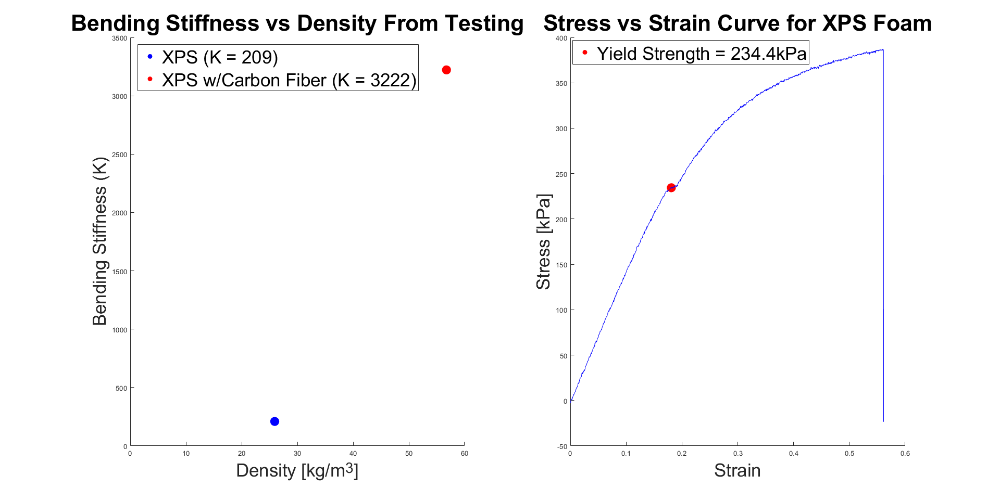 Bending Stiffness vs Density From Testing
3500
3000
2500
2000
1500
1000
500
0
XPS (K = 209)
XPS w/Carbon Fiber (K = 3222)
Bending Stiffness (K)
0 10 20 30 40 50 60
Density [kg/m³]
Stress vs Strain Curve for XPS Foam
400
350
300
250
200
150
100
50
0
-50
Yield Strength = 234.4kPa
Stress [kPa]
0 0.1 0.2 0.3 0.4 0.5 0.6
Strain